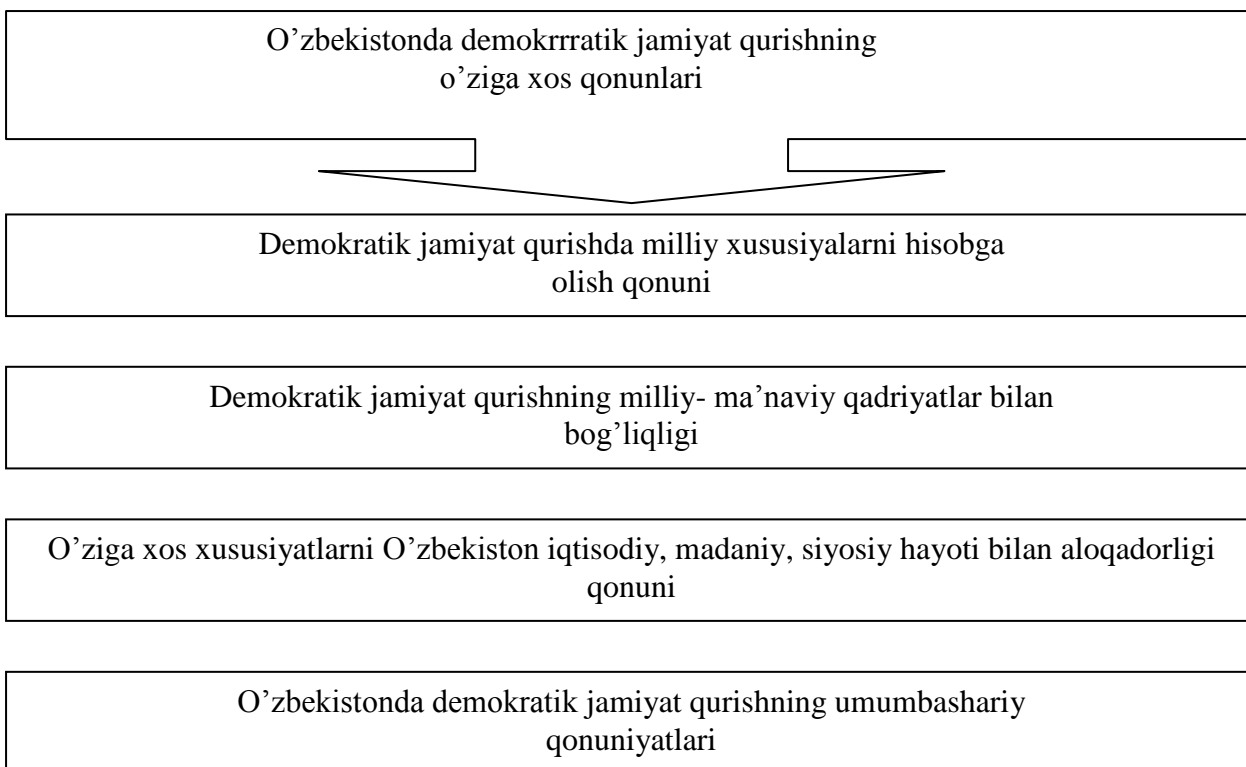 O’zbekistonda demokrrratik jamiyat qurishning
o’ziga xos qonunlari
Demokratik jamiyat qurishda milliy xususiyalarni hisobga
olish qonuni
Demokratik jamiyat qurishning milliy- ma’naviy qadriyatlar bilan
bog’liqligi
O’ziga xos xususiyatlarni O’zbekiston iqtisodiy, madaniy, siyosiy hayoti bilan aloqadorligi
qonuni
O’zbekistonda demokratik jamiyat qurishning umumbashariy
qonuniyatlari